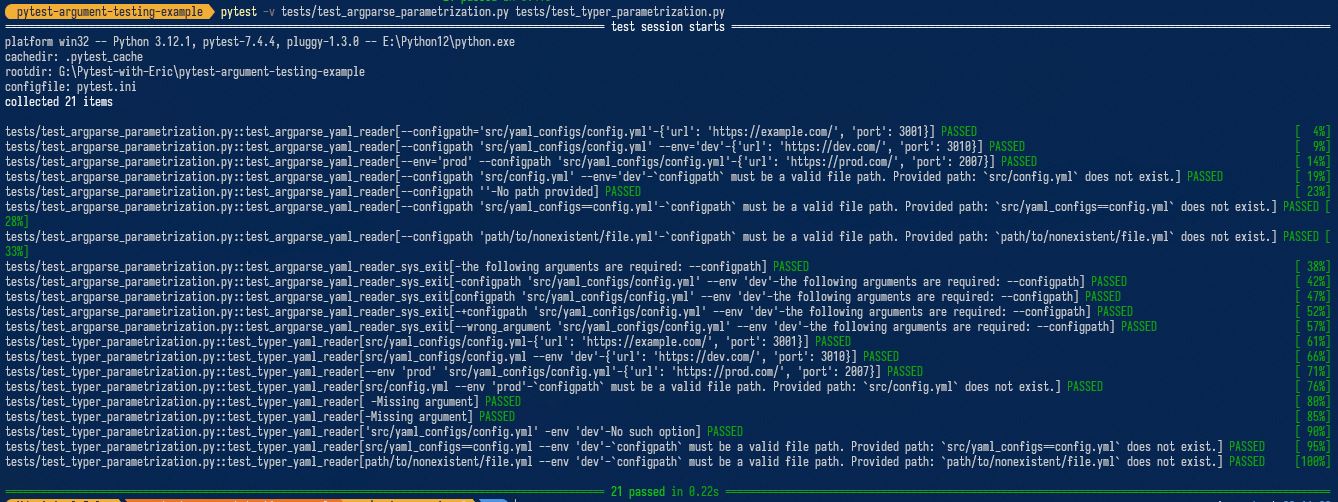 pytest-argument-testing-example pytest -v tests/test_argparse_parametrization.py tests/test_typer_parametrization.py
test session starts
platform win32 -- Python 3.12.1, pytest-7.4.4, pluggy-1.3.0 -- E:\Python12\python.exe
cachedir: .pytest_cache
rootdir: G:\Pytest-with-Eric\pytest-argument-testing-example
configfile: pytest.ini
collected 21 items
tests/test_argparse_parametrization.py::test_argparse_yaml_reader[--configpath='src/yaml_configs/config.yml'-{'url': 'https://example.com/', 'port': 3001}] PASSED [ 4%]
tests/test_argparse_parametrization.py::test_argparse_yaml_reader[--configpath 'src/yaml_configs/config.yml' --env='dev'-{'url': 'https://dev.com/', 'port': 3010}] PASSED [ 9%]
tests/test_argparse_parametrization.py::test_argparse_yaml_reader[--env='prod' --configpath 'src/yaml_configs/config.yml'-{'url': 'https://prod.com/', 'port': 2007}] PASSED [ 14%]
tests/test_argparse_parametrization.py::test_argparse_yaml_reader[--configpath 'src/config.yml' --env='dev'-`configpath` must be a valid file path. Provided path: `src/config.yml` does not exist.] PASSED [ 19%]
tests/test_argparse_parametrization.py::test_argparse_yaml_reader[--configpath ''-No path provided] PASSED [ 23%]
tests/test_argparse_parametrization.py::test_argparse_yaml_reader[--configpath 'src/yaml_configs==config.yml'-`configpath` must be a valid file path. Provided path: `src/yaml_configs==config.yml` does not exist.] PASSED [
28%]
tests/test_argparse_parametrization.py::test_argparse_yaml_reader[--configpath 'path/to/nonexistent/file.yml'-`configpath` must be a valid file path. Provided path: `path/to/nonexistent/file.yml` does not exist.] PASSED [
33%]
tests/test_argparse_parametrization.py::test_argparse_yaml_reader_sys_exit[-the following arguments are required: --configpath] PASSED [ 38%]
tests/test_argparse_parametrization.py::test_argparse_yaml_reader_sys_exit[-configpath 'src/yaml_configs/config.yml' --env 'dev'-the following arguments are required: --configpath] PASSED [ 42%]
tests/test_argparse_parametrization.py::test_argparse_yaml_reader_sys_exit[configpath 'src/yaml_configs/config.yml' --env 'dev'-the following arguments are required: --configpath] PASSED [ 47%]
tests/test_argparse_parametrization.py::test_argparse_yaml_reader_sys_exit[-+configpath 'src/yaml_configs/config.yml' --env 'dev'-the following arguments are required: --configpath] PASSED [ 52%]
tests/test_argparse_parametrization.py::test_argparse_yaml_reader_sys_exit[--wrong_argument 'src/yaml_configs/config.yml' --env 'dev'-the following arguments are required: --configpath] PASSED [ 57%]
tests/test_typer_parametrization.py::test_typer_yaml_reader[src/yaml_configs/config.yml-{'url': 'https://example.com/', 'port': 3001}] PASSED [ 61%]
tests/test_typer_parametrization.py::test_typer_yaml_reader[src/yaml_configs/config.yml --env 'dev'-{'url': 'https://dev.com/', 'port': 3010}] PASSED [ 66%]
tests/test_typer_parametrization.py::test_typer_yaml_reader[--env 'prod' 'src/yaml_configs/config.yml'-{'url': 'https://prod.com/', 'port': 2007}] PASSED [ 71%]
tests/test_typer_parametrization.py::test_typer_yaml_reader[src/config.yml --env 'prod'-`configpath` must be a valid file path. Provided path: `src/config.yml` does not exist.] PASSED [ 76%]
tests/test_typer_parametrization.py::test_typer_yaml_reader[ -Missing argument] PASSED [ 80%]
tests/test_typer_parametrization.py::test_typer_yaml_reader[-Missing argument] PASSED [ 85%]
tests/test_typer_parametrization.py::test_typer_yaml_reader['src/yaml_configs/config.yml' -env 'dev'-No such option] PASSED [ 90%]
tests/test_typer_parametrization.py::test_typer_yaml_reader[src/yaml_configs==config.yml --env 'dev'-`configpath` must be a valid file path. Provided path: `src/yaml_configs==config.yml` does not exist.] PASSED [ 95%]
tests/test_typer_parametrization.py::test_typer_yaml_reader[path/to/nonexistent/file.yml --env 'dev'-`configpath` must be a valid file path. Provided path: `path/to/nonexistent/file.yml` does not exist.] PASSED [100%]
21 passed in 0.22s